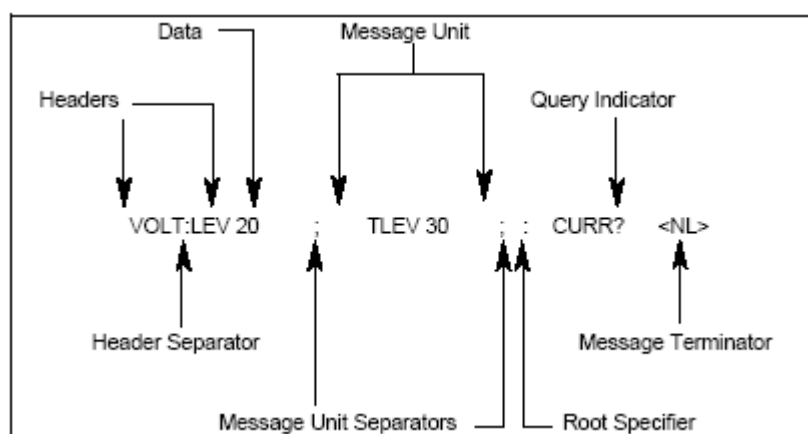 Data Message Unit
Headers Query Indicator
VOLT:LEV 20 ; TLEV 30 ; : CURR? <NL>
Header Separator Message Terminator
Message Unit Separators Root Specifier